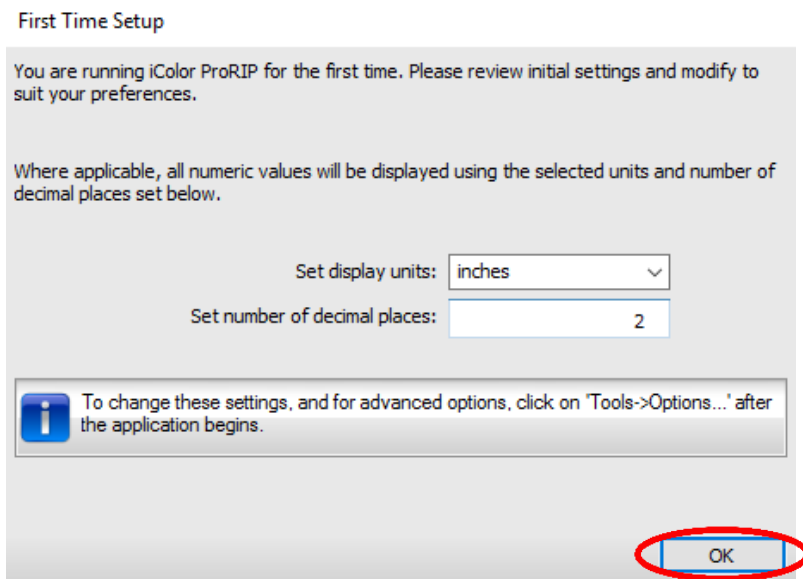 First Time Setup
You are running iColor ProRIP for the first time. Please review initial settings and modify to
suit your preferences.
Where applicable, all numeric values will be displayed using the selected units and number of
decimal places set below.
Set display units: inches
Set number of decimal places: 2
To change these settings, and for advanced options, click on 'Tools->Options...' after
the application begins.
OK